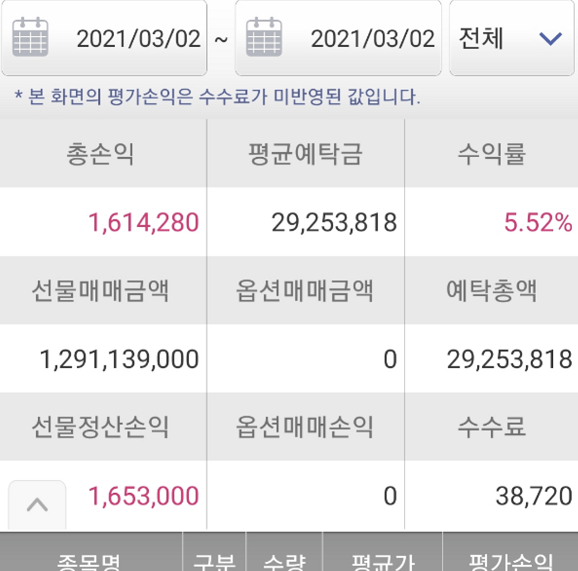 2021/03/02 ~ 2021/03/02 전체
* 본 화면의 평가손익은 수수료가 미반영된 값입니다.
총손익 평균예탁금 수익률
1,614,280 29,253,818 5.52%
선물매매금액 옵션매매금액 예탁총액
1,291,139,000 0 29,253,818
선물정산손익 옵션매매손익 수수료
1,653,000 0 38,720
종목명 구분 수량 평균가 평가손익